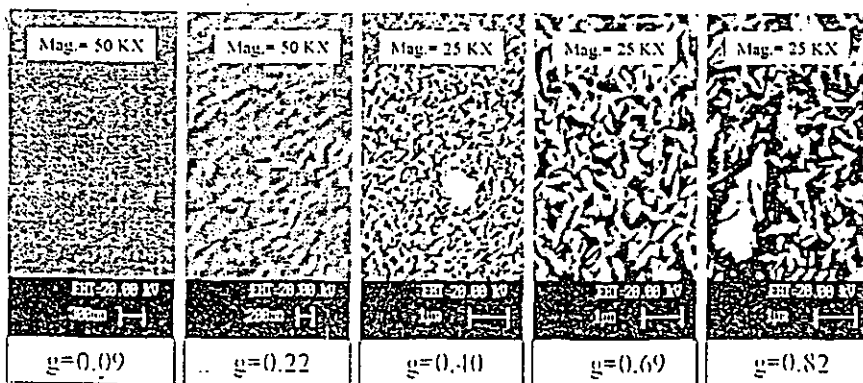 Mag.= 50 KX
Mag.= 50 KX
Mag.= 25 KX
Mag.= 25 KX
Mag.= 25 KX
EHT=20.00 kV
EHT=20.00 kV
EHT=20.00 kV
EHT=20.00 kV
EHT=20.00 kV
300nm
200nm
1µm
1µm
1µm
g=0.09
g=0.22
g=0.40
g=0.69
g=0.82